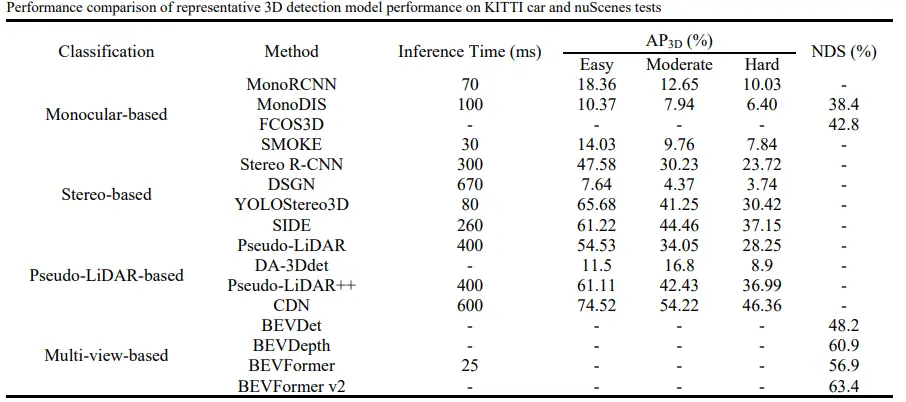 Performance comparison of representative 3D detection model performance on KITTI car and nuScenes tests
Classification Method Inference Time (ms) AP3D (%) NDS (%)
Easy Moderate Hard
Monocular-based
MonoRCNN 70 18.36 12.65 10.03 -
MonoDIS 100 10.37 7.94 6.40 38.4
FCOS3D - - - - 42.8
SMOKE 30 14.03 9.76 7.84 -
Stereo-based
Stereo R-CNN 300 47.58 30.23 23.72 -
DSGN 670 7.64 4.37 3.74 -
YOLOStereo3D 80 65.68 41.25 30.42 -
SIDE 260 61.22 44.46 37.15 -
Pseudo-LiDAR-based
Pseudo-LiDAR 400 54.53 34.05 28.25 -
DA-3Ddet - 11.5 16.8 8.9 -
Pseudo-LiDAR++ 400 61.11 42.43 36.99 -
CDN 600 74.52 54.22 46.36 -
Multi-view-based
BEVDet - - - - 48.2
BEVDepth - - - - 60.9
BEVFormer 25 - - - 56.9
BEVFormer v2 - - - - 63.4